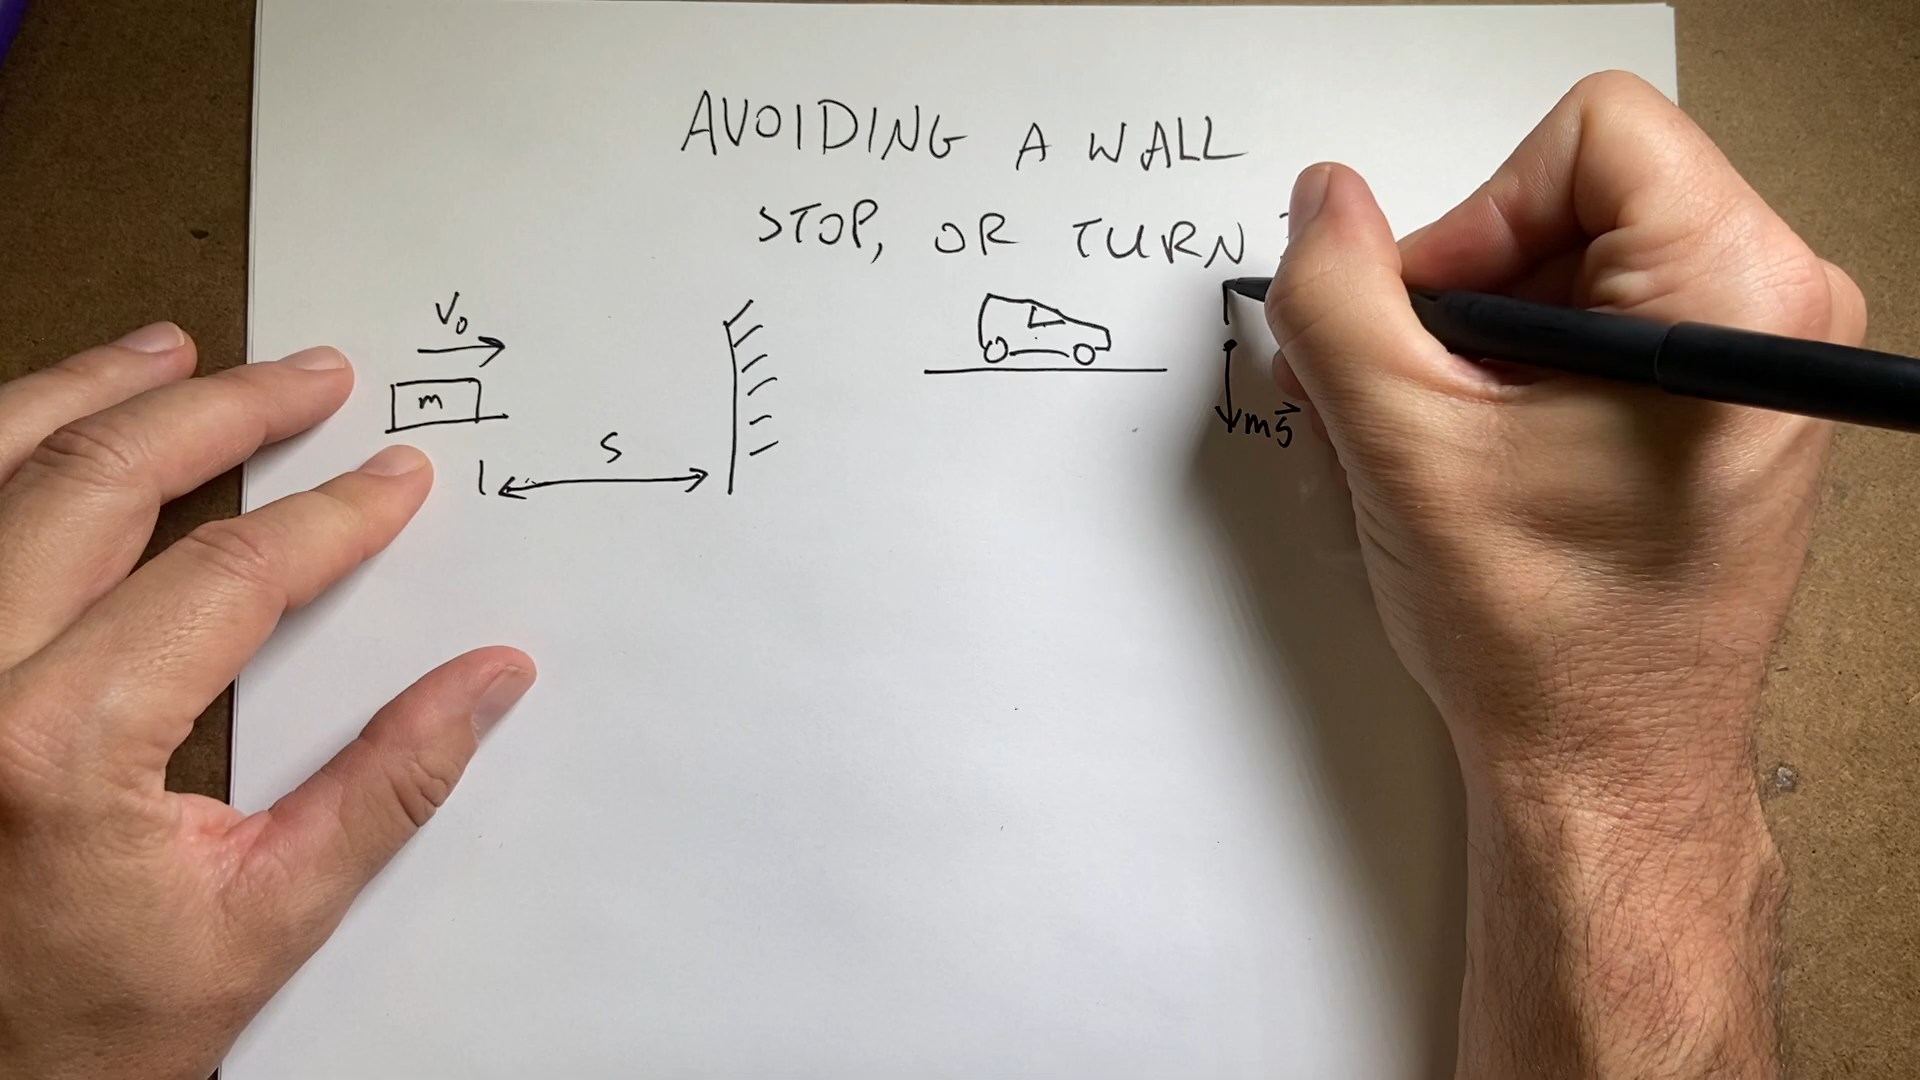 AVOIDING A WALL
STOP, OR TURN
V₀
m
S
mg⃗